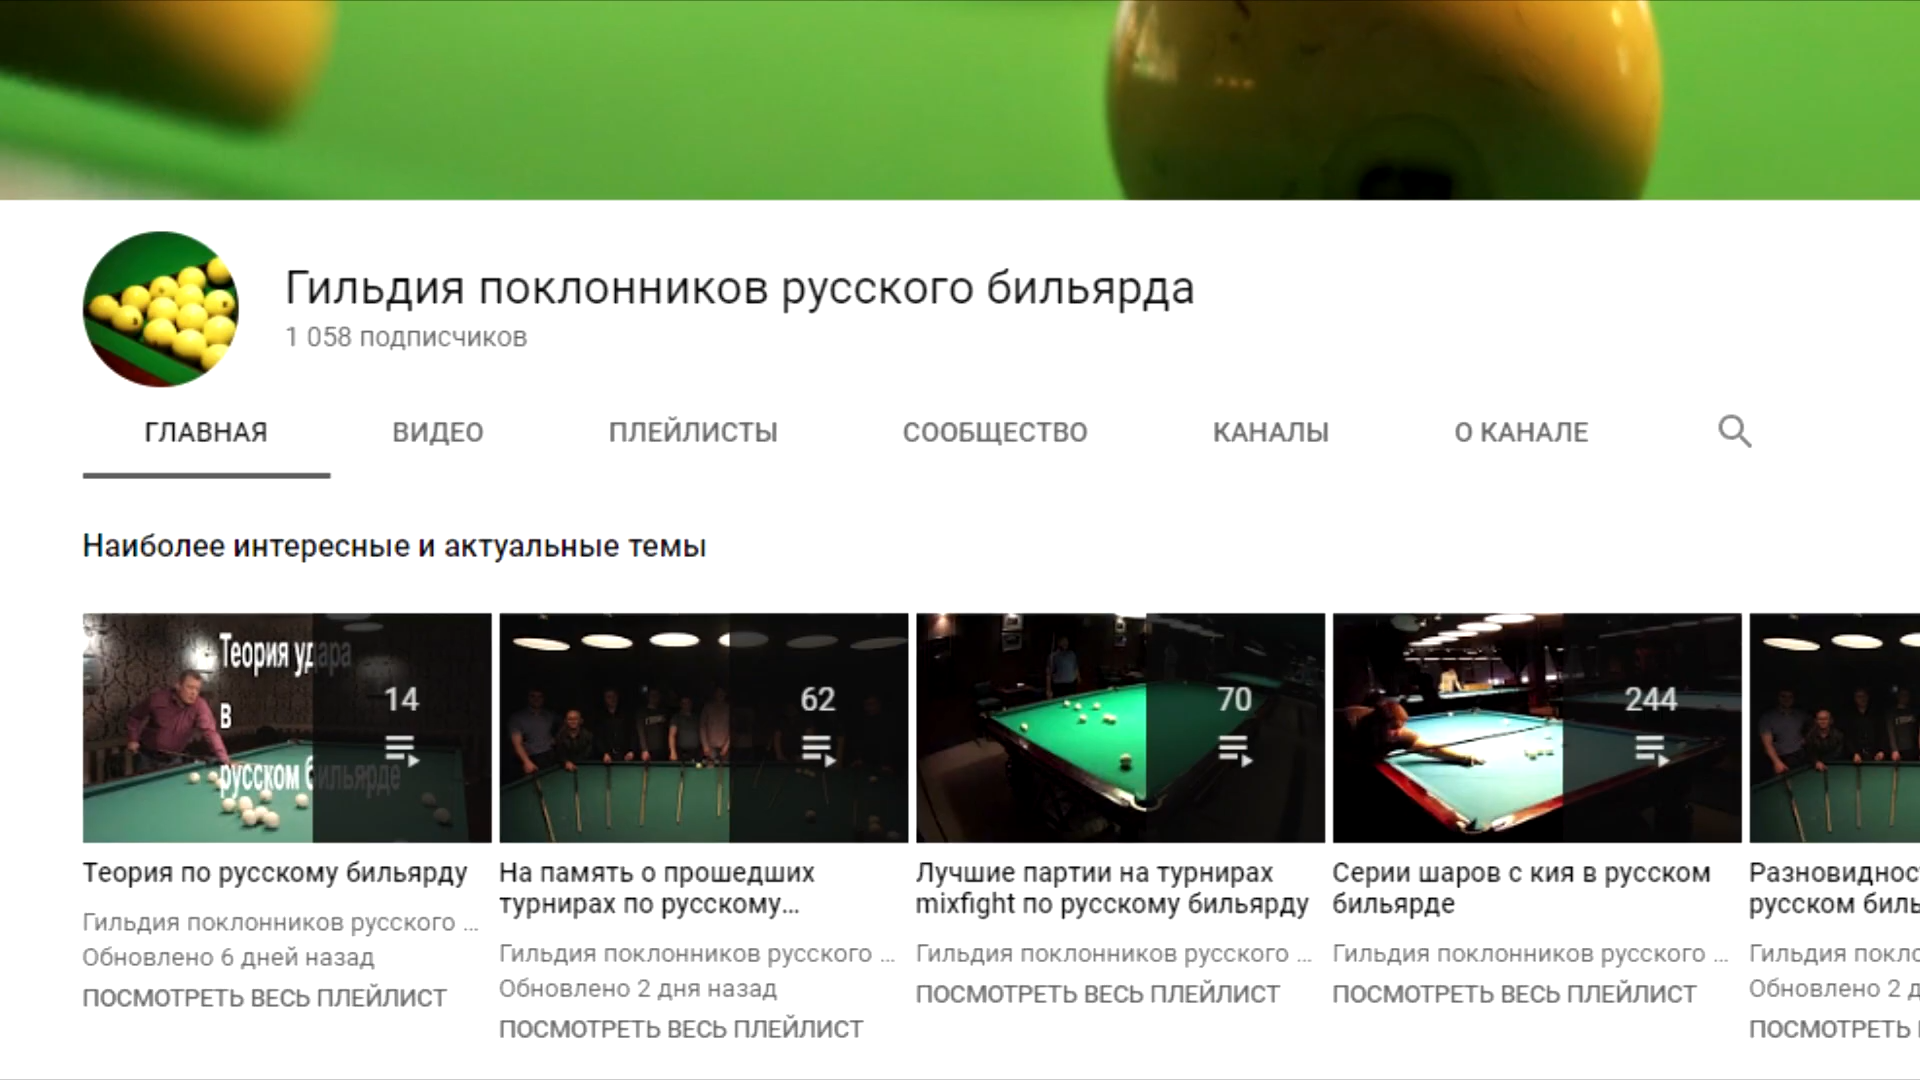 Гильдия поклонников русского бильярда
1 058 подписчиков
ГЛАВНАЯ ВИДЕО ПЛЕЙЛИСТЫ СООБЩЕСТВО КАНАЛЫ О КАНАЛЕ
Наиболее интересные и актуальные темы
Теория удара
в
русском бильярде
14
62
70
244
Теория по русскому бильярду
Гильдия поклонников русского ...
Обновлено 6 дней назад
ПОСМОТРЕТЬ ВЕСЬ ПЛЕЙЛИСТ
На память о прошедших
турнирах по русскому...
Гильдия поклонников русского ...
Обновлено 2 дня назад
ПОСМОТРЕТЬ ВЕСЬ ПЛЕЙЛИСТ
Лучшие партии на турнирах
mixfight по русскому бильярду
Гильдия поклонников русского ...
ПОСМОТРЕТЬ ВЕСЬ ПЛЕЙЛИСТ
Серии шаров с кия в русском
бильярде
Гильдия поклонников русского ...
ПОСМОТРЕТЬ ВЕСЬ ПЛЕЙЛИСТ
русском
Гильдия
Обновлено 2
ПОСМОТРЕТЬ